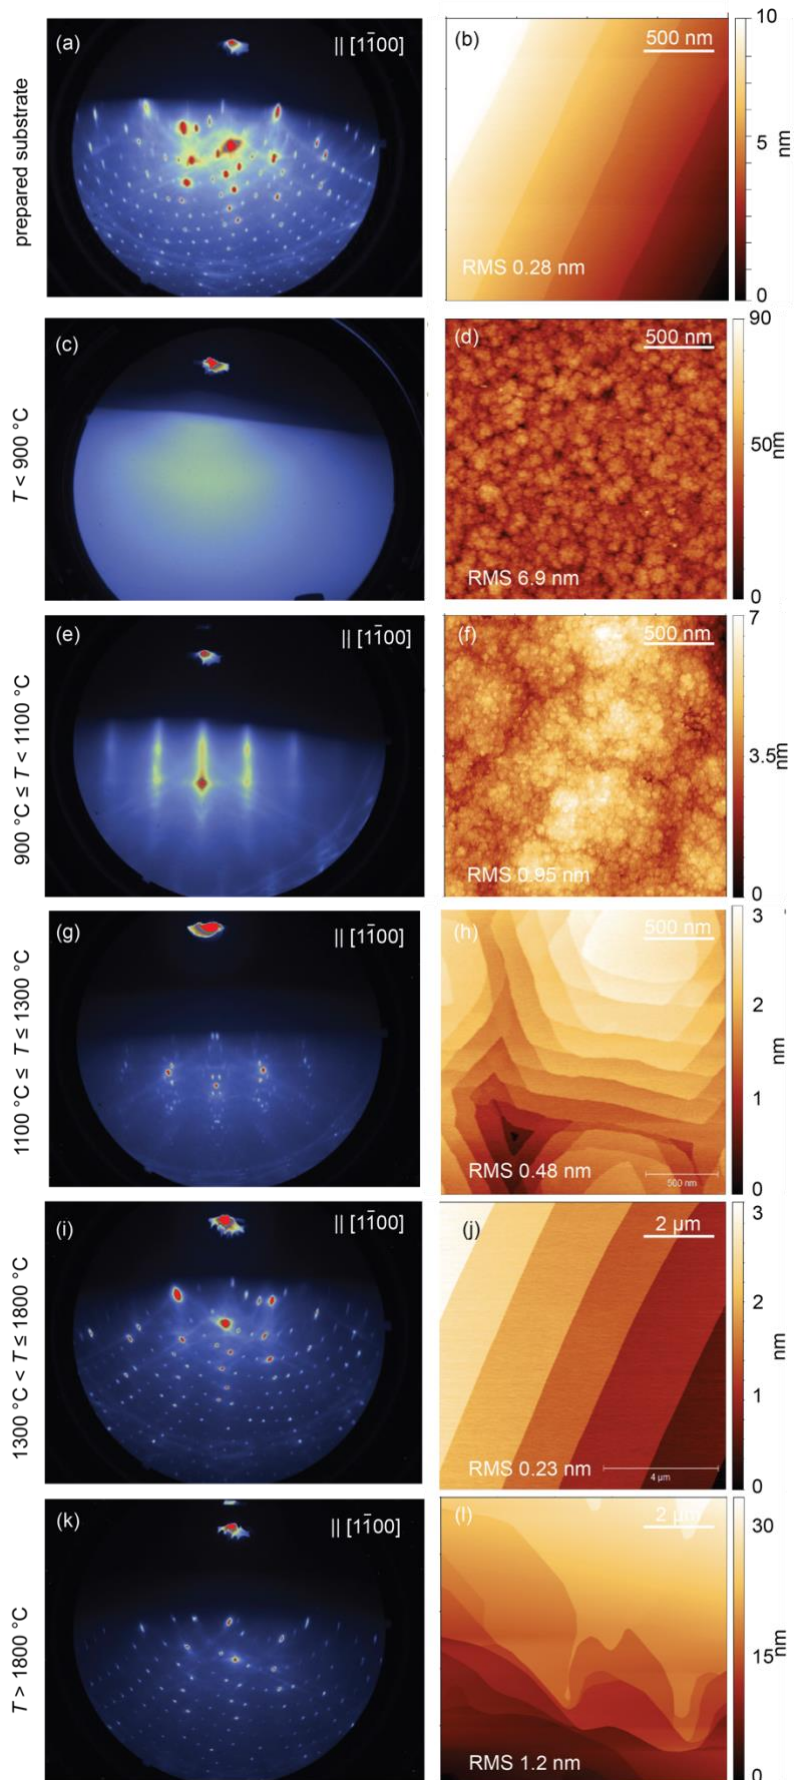 prepared substrate
(a)
|| [11̅00]
(b)
500 nm
RMS 0.28 nm
10
5
0
nm
T < 900 °C
(c)
(d)
500 nm
RMS 6.9 nm
90
50
0
nm
900 °C ≤ T < 1100 °C
(e)
|| [11̅00]
(f)
500 nm
RMS 0.95 nm
7
3.5
0
nm
1100 °C ≤ T ≤ 1300 °C
(g)
|| [11̅00]
(h)
500 nm
RMS 0.48 nm
500 nm
3
2
1
0
nm
1300 °C < T ≤ 1800 °C
(i)
|| [11̅00]
(j)
2 µm
RMS 0.23 nm
4 µm
3
2
1
0
nm
T > 1800 °C
(k)
|| [11̅00]
(l)
2 µm
RMS 1.2 nm
30
15
0
nm